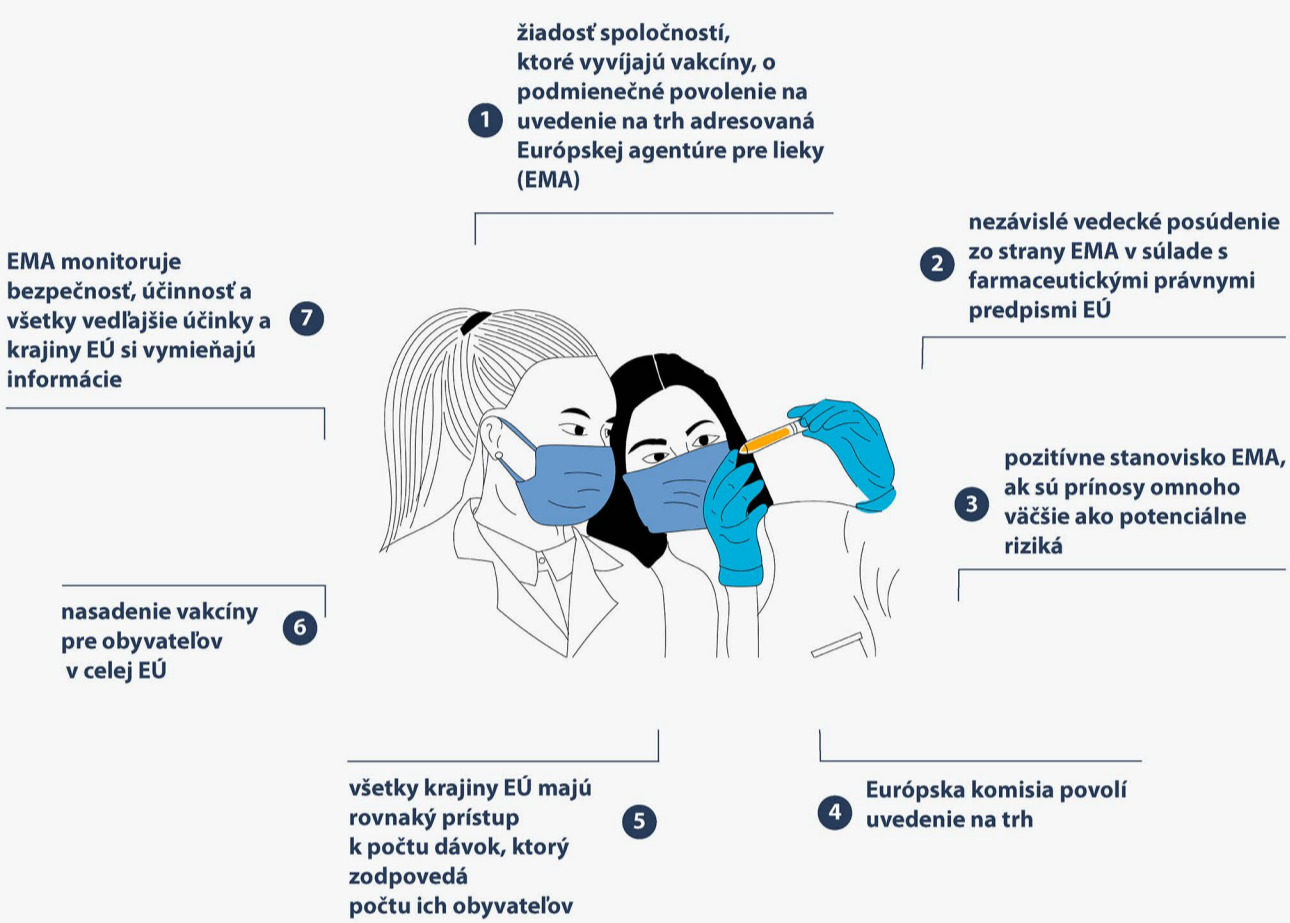 žiadosť spoločností,
ktoré vyvíjajú vakcíny, o
podmienečné povolenie na
1 uvedenie na trh adresovaná
Európskej agentúre pre lieky
(EMA)
nezávislé vedecké posúdenie
2 zo strany EMA v súlade s
farmaceutickými právnymi
predpismi EÚ
pozitívne stanovisko EMA,
3 ak sú prínosy omnoho
väčšie ako potenciálne
riziká
4 Európska komisia povolí
uvedenie na trh
všetky krajiny EÚ majú
rovnaký prístup 5
k počtu dávok, ktorý
zodpovedá
počtu ich obyvateľov
nasadenie vakcíny
pre obyvateľov 6
v celej EÚ
EMA monitoruje
bezpečnosť, účinnosť a
všetky vedľajšie účinky a 7
krajiny EÚ si vymieňajú
informácie